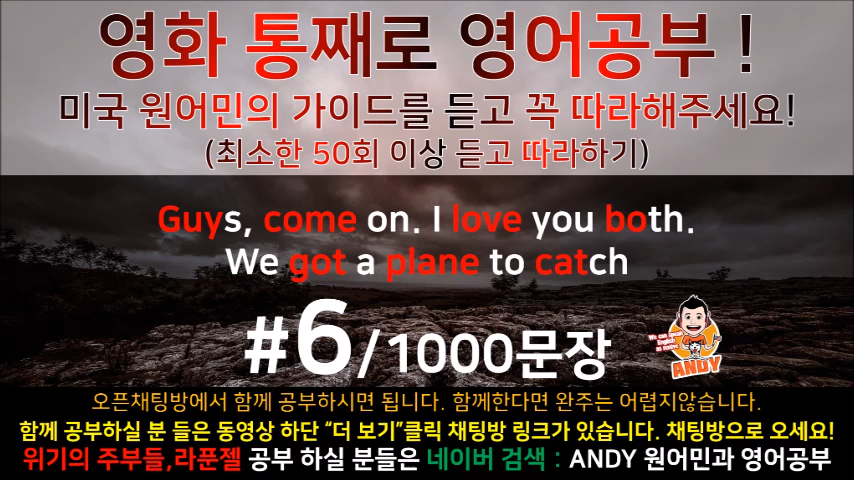 영화 통째로 영어공부 !
미국 원어민의 가이드를 듣고 꼭 따라해주세요!
(최소한 50회 이상 듣고 따라하기)
Guys, come on. I love you both.
We got a plane to catch
#6/1000문장
We can speak
English
as Native
ANDY
오픈채팅방에서 함께 공부하시면 됩니다. 함께한다면 완주는 어렵지않습니다.
함께 공부하실 분 들은 동영상 하단 “더 보기”클릭 채팅방 링크가 있습니다. 채팅방으로 오세요!
위기의 주부들,라푼젤 공부 하실 분들은 네이버 검색 : ANDY 원어민과 영어공부